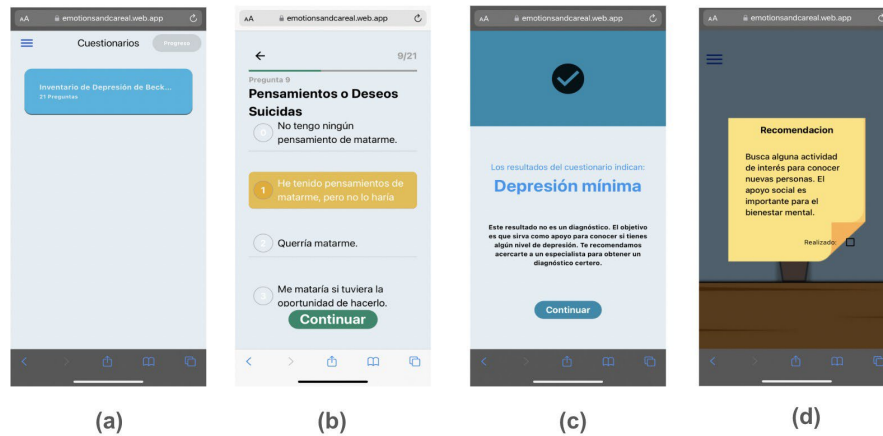 AA emotionsandcareal.web.app
Cuestionarios
Progreso
Inventario de Depresión de Beck...
21 Preguntas
(a)
AA emotionsandcareal.web.app
9/21
Pregunta 9
Pensamientos o Deseos
Suicidas
0 No tengo ningún
pensamiento de matarme.
1 He tenido pensamientos de
matarme, pero no lo haría
2 Querría matarme.
3 Me mataría si tuviera la
oportunidad de hacerlo.
Continuar
(b)
AA emotionsandcareal.web.app
Los resultados del cuestionario indican:
Depresión mínima
Este resultado no es un diagnóstico. El objetivo
es que sirva como apoyo para conocer si tienes
algún nivel de depresión. Te recomendamos
acercarte a un especialista para obtener un
diagnóstico certero.
Continuar
(c)
AA emotionsandcareal.web.app
Recomendacion
Busca alguna actividad
de interés para conocer
nuevas personas. El
apoyo social es
importante para el
bienestar mental.
Realizado:
(d)